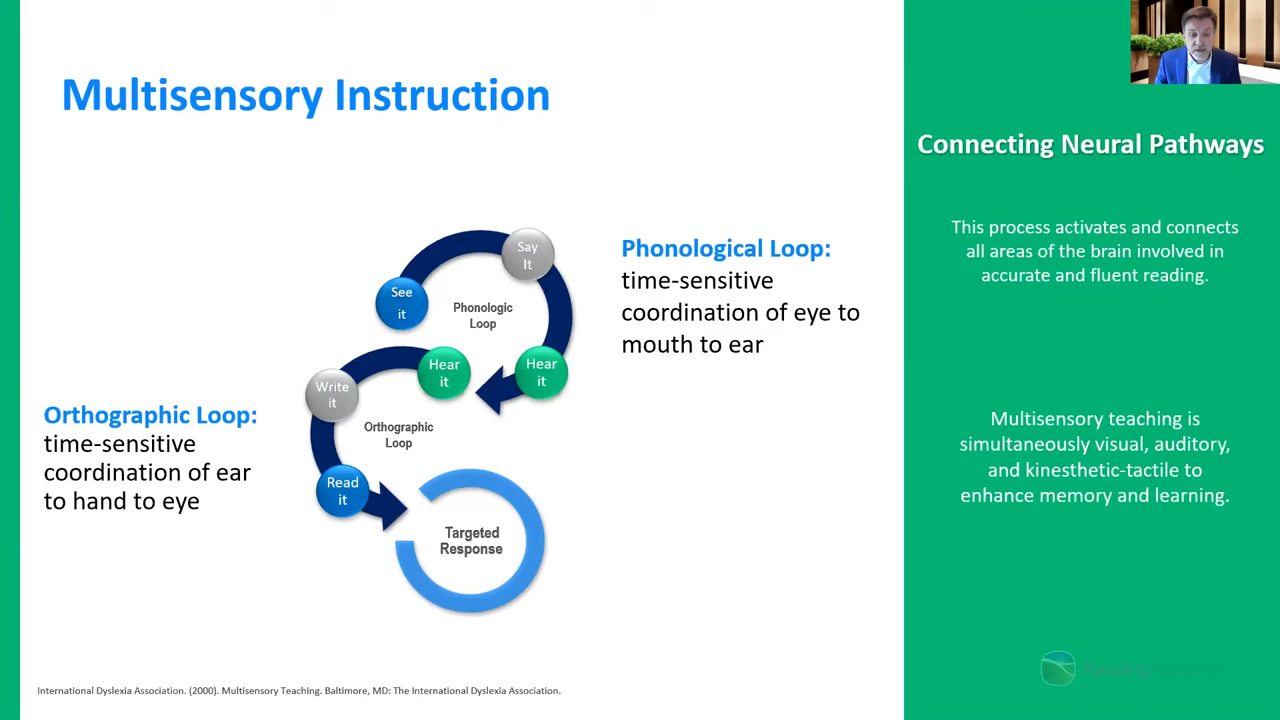 Multisensory Instruction
See
it
Say
It
Phonologic
Loop
Hear
it
Hear
it
Write
it
Orthographic
Loop
Read
it
Targeted
Response
Phonological Loop:
time-sensitive
coordination of eye to
mouth to ear
Orthographic Loop:
time-sensitive
coordination of ear
to hand to eye
International Dyslexia Association. (2000). Multisensory Teaching. Baltimore, MD: The International Dyslexia Association.
Connecting Neural Pathways
This process activates and connects
all areas of the brain involved in
accurate and fluent reading.
Multisensory teaching is
simultaneously visual, auditory,
and kinesthetic-tactile to
enhance memory and learning.